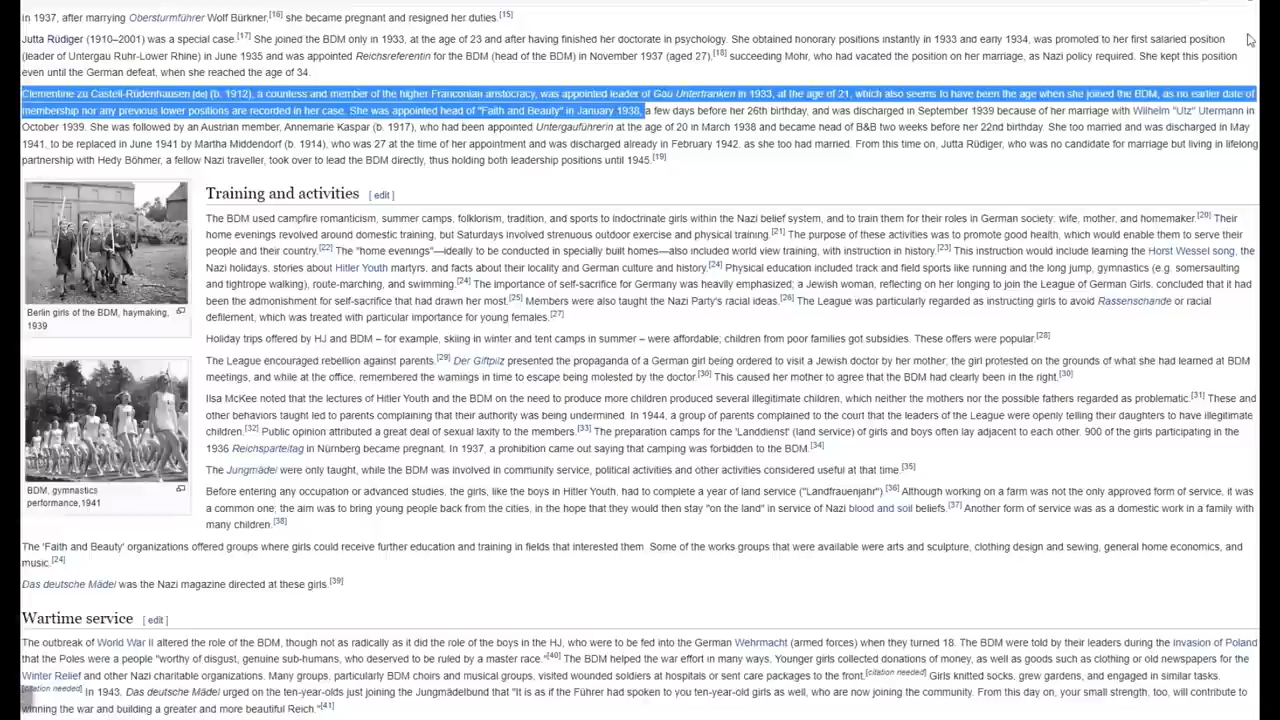 in 1937, after marrying Obersturmführer Wolf Bürkner,[16] she became pregnant and resigned her duties.[15]
Jutta Rüdiger (1910–2001) was a special case.[17] She joined the BDM only in 1933, at the age of 23 and after having finished her doctorate in psychology. She obtained honorary positions instantly in 1933 and early 1934, was promoted to her first salaried position
(leader of Untergau Ruhr-Lower Rhine) in June 1935 and was appointed Reichsreferentin for the BDM (head of the BDM) in November 1937 (aged 27),[18] succeeding Mohr, who had vacated the position on her marriage, as Nazi policy required. She kept this position
even until the German defeat, when she reached the age of 34.
Clementine zu Castell-Rüdenhausen [de] (b. 1912), a countess and member of the higher Franconian aristocracy, was appointed leader of Gau Unterfranken in 1933, at the age of 21, which also seems to have been the age when she joined the BDM, as no earlier date of
membership nor any previous lower positions are recorded in her case. She was appointed head of "Faith and Beauty" in January 1938, a few days before her 26th birthday, and was discharged in September 1939 because of her marriage with Wilhelm "Utz" Utermann in
October 1939. She was followed by an Austrian member, Annemarie Kaspar (b. 1917), who had been appointed Untergauführerin at the age of 20 in March 1938 and became head of B&B two weeks before her 22nd birthday. She too married and was discharged in May
1941, to be replaced in June 1941 by Martha Middendorf (b. 1914), who was 27 at the time of her appointment and was discharged already in February 1942, as she too had married. From this time on, Jutta Rüdiger, who was no candidate for marriage but living in lifelong
partnership with Hedy Böhmer, a fellow Nazi traveller, took over to lead the BDM directly, thus holding both leadership positions until 1945.[19]
Training and activities [ edit ]
The BDM used campfire romanticism, summer camps, folklorism, tradition, and sports to indoctrinate girls within the Nazi belief system, and to train them for their roles in German society: wife, mother, and homemaker.[20] Their
home evenings revolved around domestic training, but Saturdays involved strenuous outdoor exercise and physical training.[21] The purpose of these activities was to promote good health, which would enable them to serve their
people and their country.[22] The "home evenings"—ideally to be conducted in specially built homes—also included world view training, with instruction in history.[23] This instruction would include learning the Horst Wessel song, the
Nazi holidays, stories about Hitler Youth martyrs, and facts about their locality and German culture and history.[24] Physical education included track and field sports like running and the long jump, gymnastics (e.g. somersaulting
and tightrope walking), route-marching, and swimming.[24] The importance of self-sacrifice for Germany was heavily emphasized; a Jewish woman, reflecting on her longing to join the League of German Girls, concluded that it had
been the admonishment for self-sacrifice that had drawn her most.[25] Members were also taught the Nazi Party's racial ideas.[26] The League was particularly regarded as instructing girls to avoid Rassenschande or racial
defilement, which was treated with particular importance for young females.[27]
Berlin girls of the BDM, haymaking,
1939
Holiday trips offered by HJ and BDM – for example, skiing in winter and tent camps in summer – were affordable; children from poor families got subsidies. These offers were popular.[28]
The League encouraged rebellion against parents.[29] Der Giftpilz presented the propaganda of a German girl being ordered to visit a Jewish doctor by her mother; the girl protested on the grounds of what she had learned at BDM
meetings, and while at the office, remembered the warnings in time to escape being molested by the doctor.[30] This caused her mother to agree that the BDM had clearly been in the right.[30]
Ilsa McKee noted that the lectures of Hitler Youth and the BDM on the need to produce more children produced several illegitimate children, which neither the mothers nor the possible fathers regarded as problematic.[31] These and
other behaviors taught led to parents complaining that their authority was being undermined. In 1944, a group of parents complained to the court that the leaders of the League were openly telling their daughters to have illegitimate
children.[32] Public opinion attributed a great deal of sexual laxity to the members.[33] The preparation camps for the 'Landdienst' (land service) of girls and boys often lay adjacent to each other. 900 of the girls participating in the
1936 Reichsparteitag in Nürnberg became pregnant. In 1937, a prohibition came out saying that camping was forbidden to the BDM.[34]
The Jungmädel were only taught, while the BDM was involved in community service, political activities and other activities considered useful at that time.[35]
BDM, gymnastics
performance,1941
Before entering any occupation or advanced studies, the girls, like the boys in Hitler Youth, had to complete a year of land service ("Landfrauenjahr").[36] Although working on a farm was not the only approved form of service, it was
a common one; the aim was to bring young people back from the cities, in the hope that they would then stay "on the land" in service of Nazi blood and soil beliefs.[37] Another form of service was as a domestic work in a family with
many children.[38]
The 'Faith and Beauty' organizations offered groups where girls could receive further education and training in fields that interested them Some of the works groups that were available were arts and sculpture, clothing design and sewing, general home economics, and
music.[24]
Das deutsche Mädel was the Nazi magazine directed at these girls.[39]
Wartime service [ edit ]
The outbreak of World War II altered the role of the BDM, though not as radically as it did the role of the boys in the HJ, who were to be fed into the German Wehrmacht (armed forces) when they turned 18. The BDM were told by their leaders during the invasion of Poland
that the Poles were a people "worthy of disgust, genuine sub-humans, who deserved to be ruled by a master race."[40] The BDM helped the war effort in many ways. Younger girls collected donations of money, as well as goods such as clothing or old newspapers for the
Winter Relief and other Nazi charitable organizations. Many groups, particularly BDM choirs and musical groups, visited wounded soldiers at hospitals or sent care packages to the front.[citation needed] Girls knitted socks, grew gardens, and engaged in similar tasks.
[citation needed] In 1943, Das deutsche Mädel urged on the ten-year-olds just joining the Jungmädelbund that "It is as if the Führer had spoken to you ten-year-old girls as well, who are now joining the community. From this day on, your small strength, too, will contribute to
winning the war and building a greater and more beautiful Reich."[41]